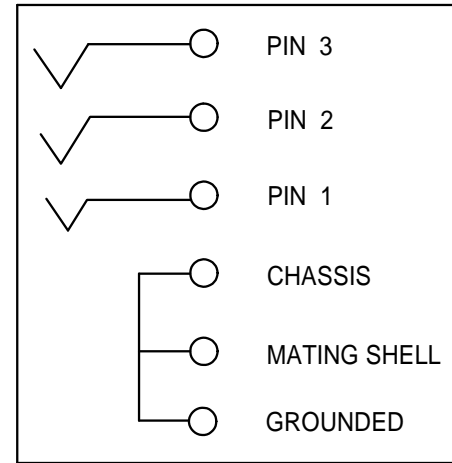 PIN 3
PIN 2
PIN 1
CHASSIS
MATING SHELL
GROUNDED